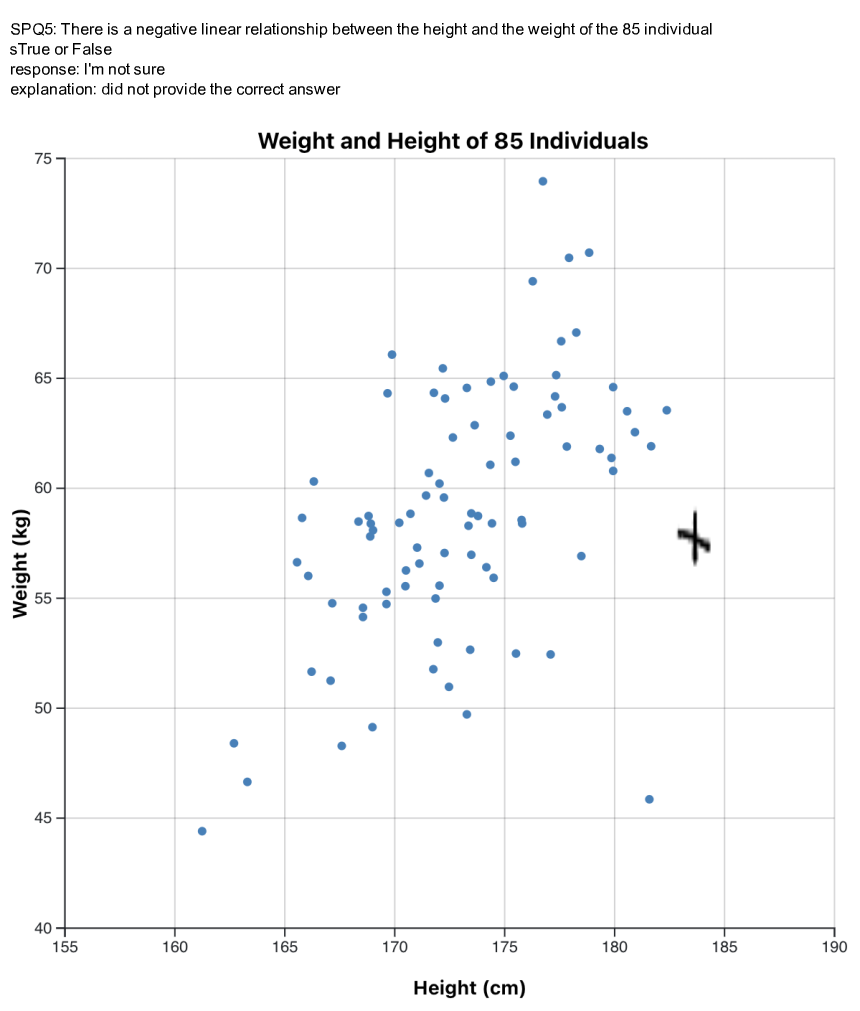 SPQ5: There is a negative linear relationship between the height and the weight of the 85 individual
sTrue or False
response: I'm not sure
explanation: did not provide the correct answer
Weight and Height of 85 Individuals
75
70
65
60
55
50
45
40
Weight (kg)
155 160 165 170 175 180 185 190
Height (cm)